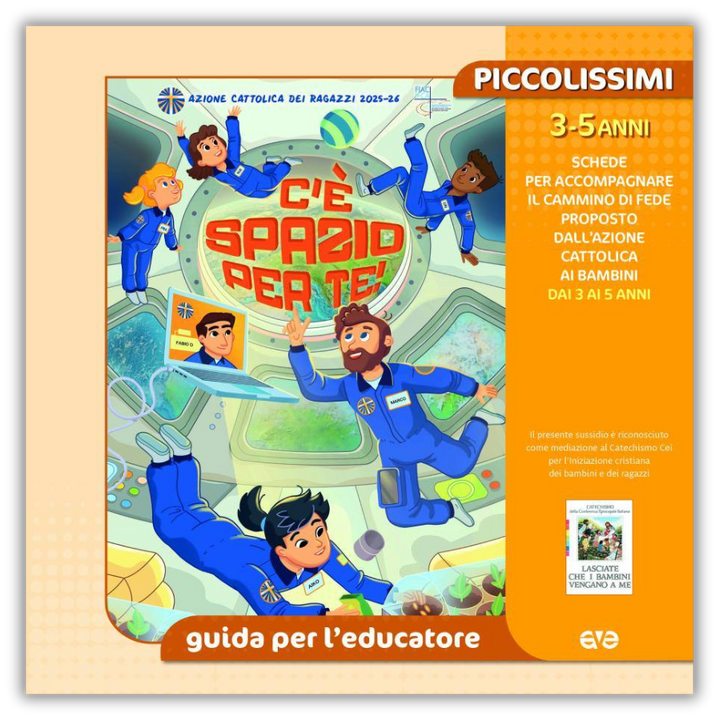 PICCOLISSIMI
AZIONE CATTOLICA DEI RAGAZZI 2025-26
FIAC
3-5 ANNI
SCHEDE
PER ACCOMPAGNARE
IL CAMMINO DI FEDE
PROPOSTO
DALL'AZIONE
CATTOLICA
AI BAMBINI
DAI 3 AI 5 ANNI
C'È
SPAZIO
PER TE!
FABIO D
MARCO
AIKO
Il presente sussidio è riconosciuto
come mediazione al Catechismo Cei
per l'Iniziazione cristiana
dei bambini e dei ragazzi
CATECHISMO
della Conferenza Episcopale Italiana
LASCIATE
CHE I BAMBINI
VENGANO A ME
guida per l'educatore
eve